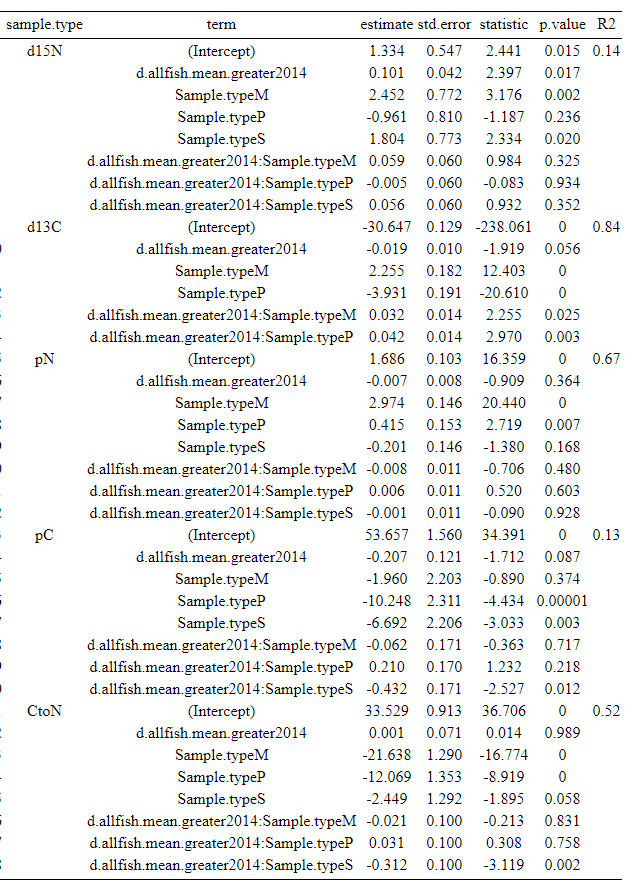 sample.type term estimate std.error statistic p.value R2
d15N (Intercept) 1.334 0.547 2.441 0.015 0.14
d.allfish.mean.greater2014 0.101 0.042 2.397 0.017
Sample.typeM 2.452 0.772 3.176 0.002
Sample.typeP -0.961 0.810 -1.187 0.236
Sample.typeS 1.804 0.773 2.334 0.020
d.allfish.mean.greater2014:Sample.typeM 0.059 0.060 0.984 0.325
d.allfish.mean.greater2014:Sample.typeP -0.005 0.060 -0.083 0.934
d.allfish.mean.greater2014:Sample.typeS 0.056 0.060 0.932 0.352
d13C (Intercept) -30.647 0.129 -238.061 0 0.84
d.allfish.mean.greater2014 -0.019 0.010 -1.919 0.056
Sample.typeM 2.255 0.182 12.403 0
Sample.typeP -3.931 0.191 -20.610 0
d.allfish.mean.greater2014:Sample.typeM 0.032 0.014 2.255 0.025
d.allfish.mean.greater2014:Sample.typeP 0.042 0.014 2.970 0.003
pN (Intercept) 1.686 0.103 16.359 0 0.67
d.allfish.mean.greater2014 -0.007 0.008 -0.909 0.364
Sample.typeM 2.974 0.146 20.440 0
Sample.typeP 0.415 0.153 2.719 0.007
Sample.typeS -0.201 0.146 -1.380 0.168
d.allfish.mean.greater2014:Sample.typeM -0.008 0.011 -0.706 0.480
d.allfish.mean.greater2014:Sample.typeP 0.006 0.011 0.520 0.603
d.allfish.mean.greater2014:Sample.typeS -0.001 0.011 -0.090 0.928
pC (Intercept) 53.657 1.560 34.391 0 0.13
d.allfish.mean.greater2014 -0.207 0.121 -1.712 0.087
Sample.typeM -1.960 2.203 -0.890 0.374
Sample.typeP -10.248 2.311 -4.434 0.00001
Sample.typeS -6.692 2.206 -3.033 0.003
d.allfish.mean.greater2014:Sample.typeM -0.062 0.171 -0.363 0.717
d.allfish.mean.greater2014:Sample.typeP 0.210 0.170 1.232 0.218
d.allfish.mean.greater2014:Sample.typeS -0.432 0.171 -2.527 0.012
CtoN (Intercept) 33.529 0.913 36.706 0 0.52
d.allfish.mean.greater2014 0.001 0.071 0.014 0.989
Sample.typeM -21.638 1.290 -16.774 0
Sample.typeP -12.069 1.353 -8.919 0
Sample.typeS -2.449 1.292 -1.895 0.058
d.allfish.mean.greater2014:Sample.typeM -0.021 0.100 -0.213 0.831
d.allfish.mean.greater2014:Sample.typeP 0.031 0.100 0.308 0.758
d.allfish.mean.greater2014:Sample.typeS -0.312 0.100 -3.119 0.002